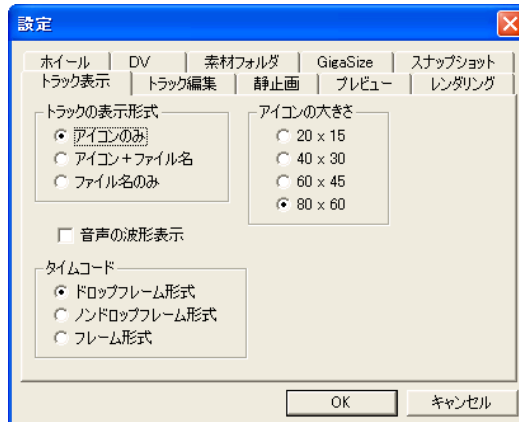 設定
ホイール DV 素材フォルダ GigaSize スナップショット
トラック表示 トラック編集 静止画 プレビュー レンダリング
トラックの表示形式
アイコンのみ
アイコン+ファイル名
ファイル名のみ
アイコンの大きさ
20 x 15
40 x 30
60 x 45
80 x 60
音声の波形表示
タイムコード
ドロップフレーム形式
ノンドロップフレーム形式
フレーム形式
OK キャンセル